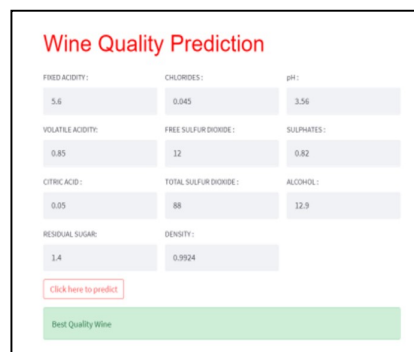 Wine Quality Prediction
FIXED ACIDITY : CHLORIDES : pH :
5.6 0.045 3.56
VOLATILE ACIDITY: FREE SULFUR DIOXIDE : SULPHATES :
0.85 12 0.82
CITRIC ACID : TOTAL SULFUR DIOXIDE : ALCOHOL :
0.05 88 12.9
RESIDUAL SUGAR: DENSITY :
1.4 0.9924
Click here to predict
Best Quality Wine